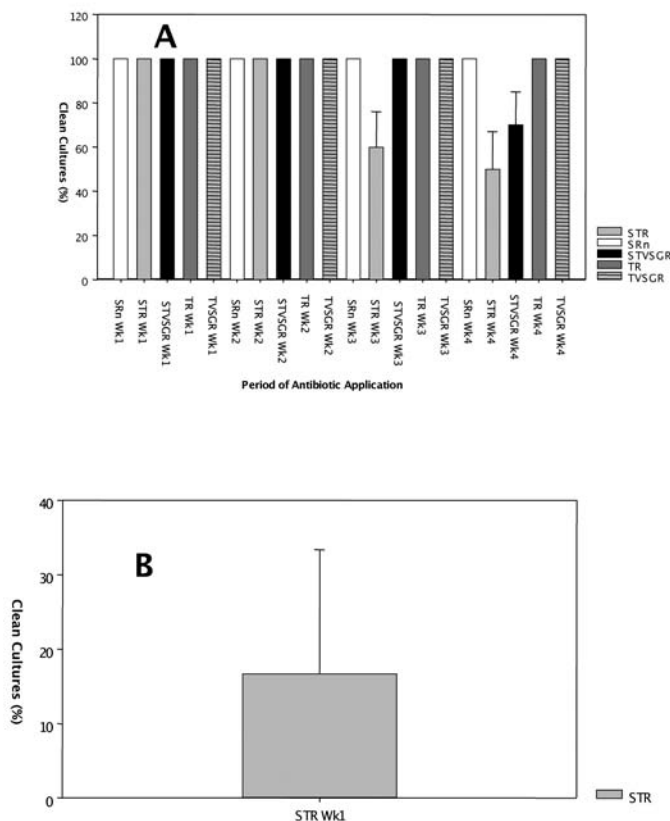 120
100
80
60
40
20
0
Clean Cultures (%)
A
SRn Wk1
STR Wk1
STVSGR Wk1
TR Wk1
TVSGR Wk1
SRn Wk2
STR Wk2
STVSGR Wk2
TR Wk2
TVSGR Wk2
SRn Wk3
STR Wk3
STVSGR Wk3
TR Wk3
TVSGR Wk3
SRn Wk4
STR Wk4
STVSGR Wk4
TR Wk4
TVSGR Wk4
Period of Antibiotic Application
STR
SRn
STVSGR
TR
TVSGR
40
30
20
10
0
Clean Cultures (%)
B
STR Wk1
STR